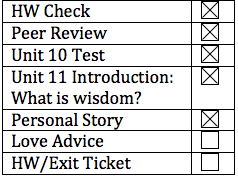 HW Check
Peer Review
Unit 10 Test
Unit 11 Introduction:
What is wisdom?
Personal Story
Love Advice
HW/Exit Ticket